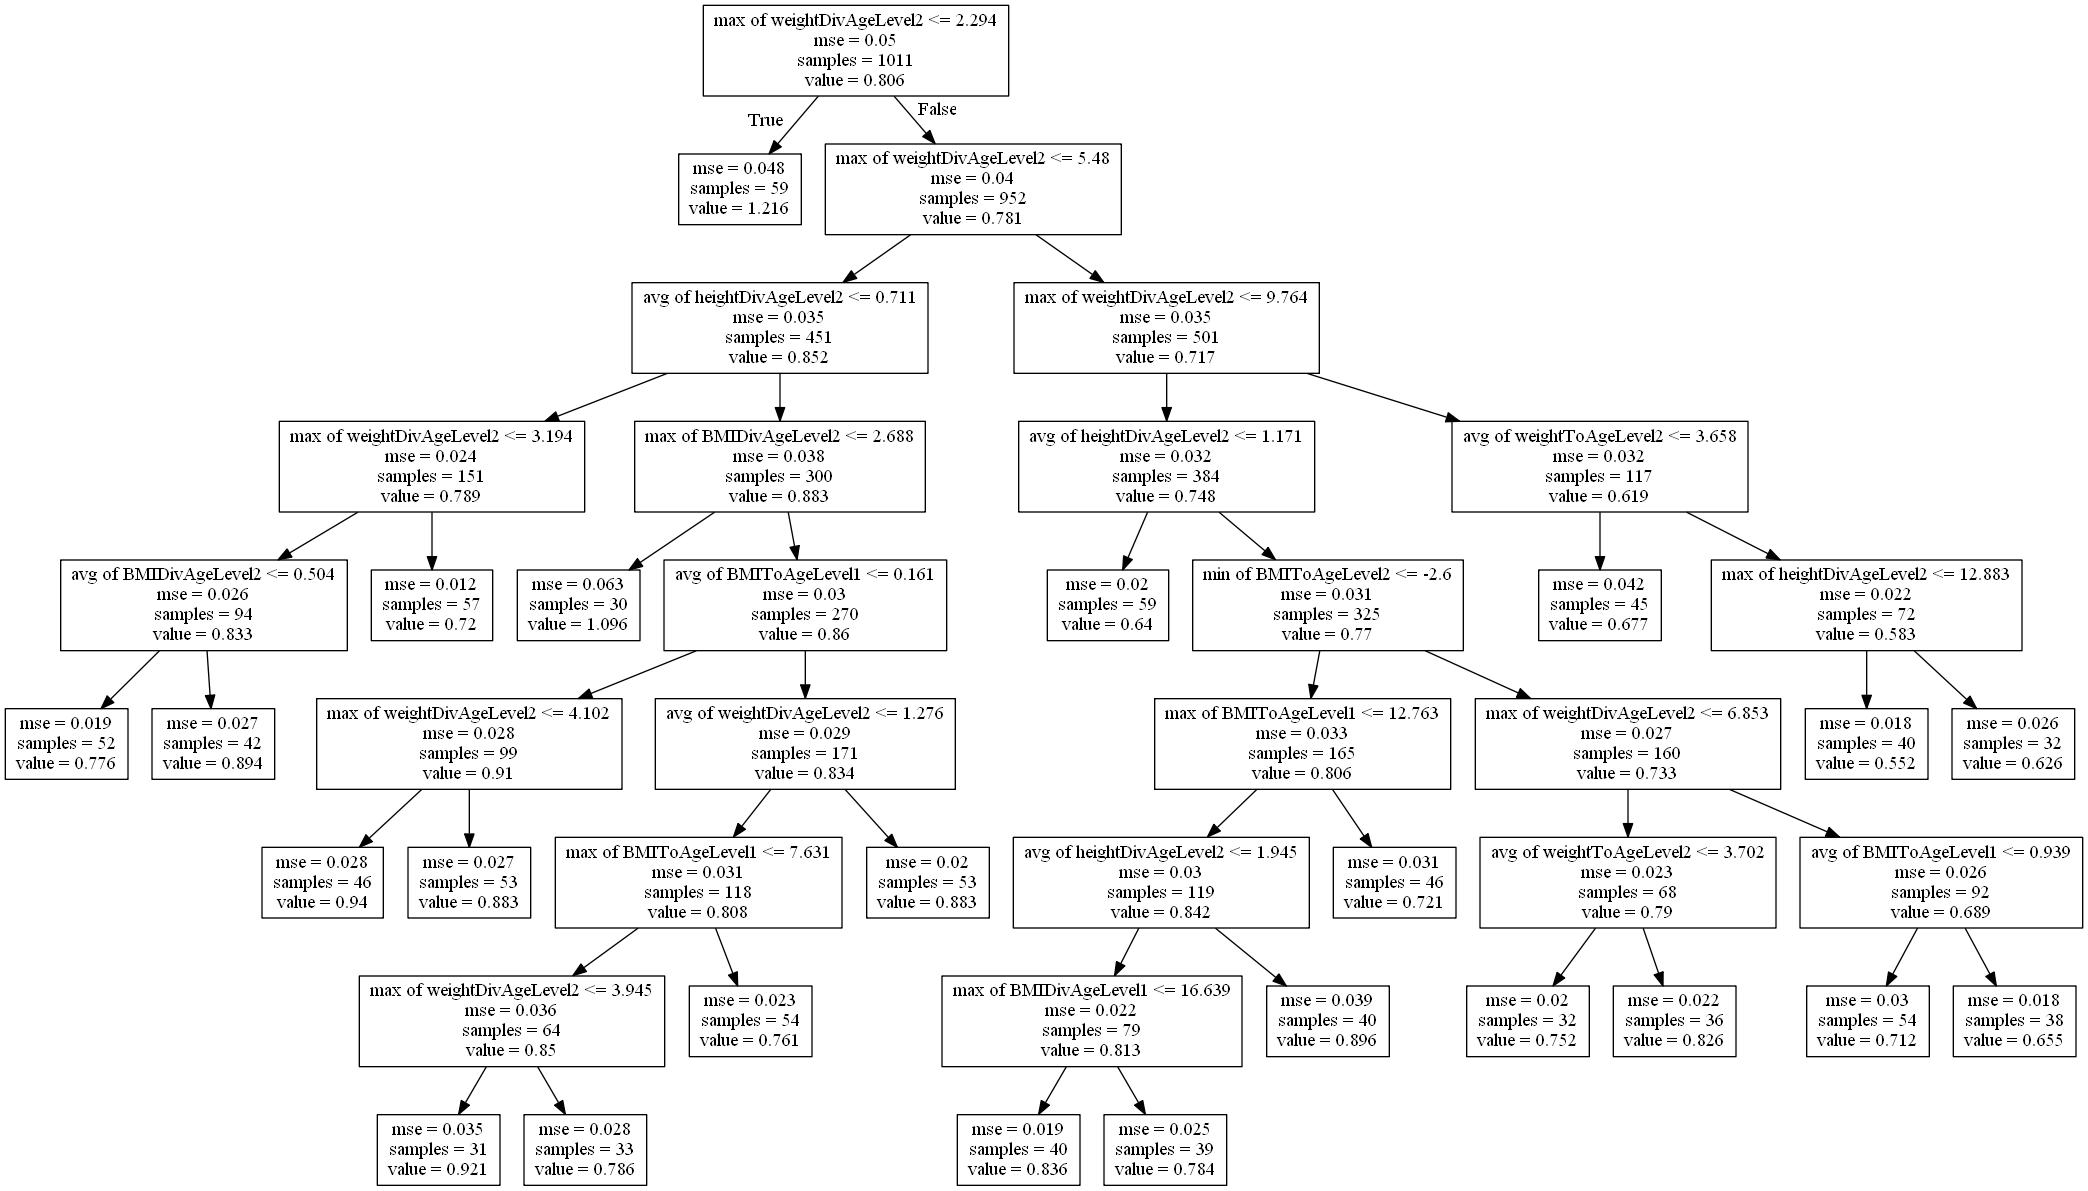 max of weightDivAgeLevel2 <= 2.294
mse = 0.05
samples = 1011
value = 0.806
True
False
mse = 0.048
samples = 59
value = 1.216
max of weightDivAgeLevel2 <= 5.48
mse = 0.04
samples = 952
value = 0.781
avg of heightDivAgeLevel2 <= 0.711
mse = 0.035
samples = 451
value = 0.852
max of weightDivAgeLevel2 <= 9.764
mse = 0.035
samples = 501
value = 0.717
max of weightDivAgeLevel2 <= 3.194
mse = 0.024
samples = 151
value = 0.789
max of BMIDivAgeLevel2 <= 2.688
mse = 0.038
samples = 300
value = 0.883
avg of heightDivAgeLevel2 <= 1.171
mse = 0.032
samples = 384
value = 0.748
avg of weightToAgeLevel2 <= 3.658
mse = 0.032
samples = 117
value = 0.619
avg of BMIDivAgeLevel2 <= 0.504
mse = 0.026
samples = 94
value = 0.833
mse = 0.012
samples = 57
value = 0.72
mse = 0.063
samples = 30
value = 1.096
avg of BMIToAgeLevel1 <= 0.161
mse = 0.03
samples = 270
value = 0.86
mse = 0.02
samples = 59
value = 0.64
min of BMIToAgeLevel2 <= -2.6
mse = 0.031
samples = 325
value = 0.77
mse = 0.042
samples = 45
value = 0.677
max of heightDivAgeLevel2 <= 12.883
mse = 0.022
samples = 72
value = 0.583
mse = 0.019
samples = 52
value = 0.776
mse = 0.027
samples = 42
value = 0.894
max of weightDivAgeLevel2 <= 4.102
mse = 0.028
samples = 99
value = 0.91
avg of weightDivAgeLevel2 <= 1.276
mse = 0.029
samples = 171
value = 0.834
max of BMIToAgeLevel1 <= 12.763
mse = 0.033
samples = 165
value = 0.806
max of weightDivAgeLevel2 <= 6.853
mse = 0.027
samples = 160
value = 0.733
mse = 0.018
samples = 40
value = 0.552
mse = 0.026
samples = 32
value = 0.626
mse = 0.028
samples = 46
value = 0.94
mse = 0.027
samples = 53
value = 0.883
max of BMIToAgeLevel1 <= 7.631
mse = 0.031
samples = 118
value = 0.808
mse = 0.02
samples = 53
value = 0.883
avg of heightDivAgeLevel2 <= 1.945
mse = 0.03
samples = 119
value = 0.842
mse = 0.031
samples = 46
value = 0.721
avg of weightToAgeLevel2 <= 3.702
mse = 0.023
samples = 68
value = 0.79
avg of BMIToAgeLevel1 <= 0.939
mse = 0.026
samples = 92
value = 0.689
max of weightDivAgeLevel2 <= 3.945
mse = 0.036
samples = 64
value = 0.85
mse = 0.023
samples = 54
value = 0.761
max of BMIDivAgeLevel1 <= 16.639
mse = 0.022
samples = 79
value = 0.813
mse = 0.039
samples = 40
value = 0.896
mse = 0.02
samples = 32
value = 0.752
mse = 0.022
samples = 36
value = 0.826
mse = 0.03
samples = 54
value = 0.712
mse = 0.018
samples = 38
value = 0.655
mse = 0.035
samples = 31
value = 0.921
mse = 0.028
samples = 33
value = 0.786
mse = 0.019
samples = 40
value = 0.836
mse = 0.025
samples = 39
value = 0.784